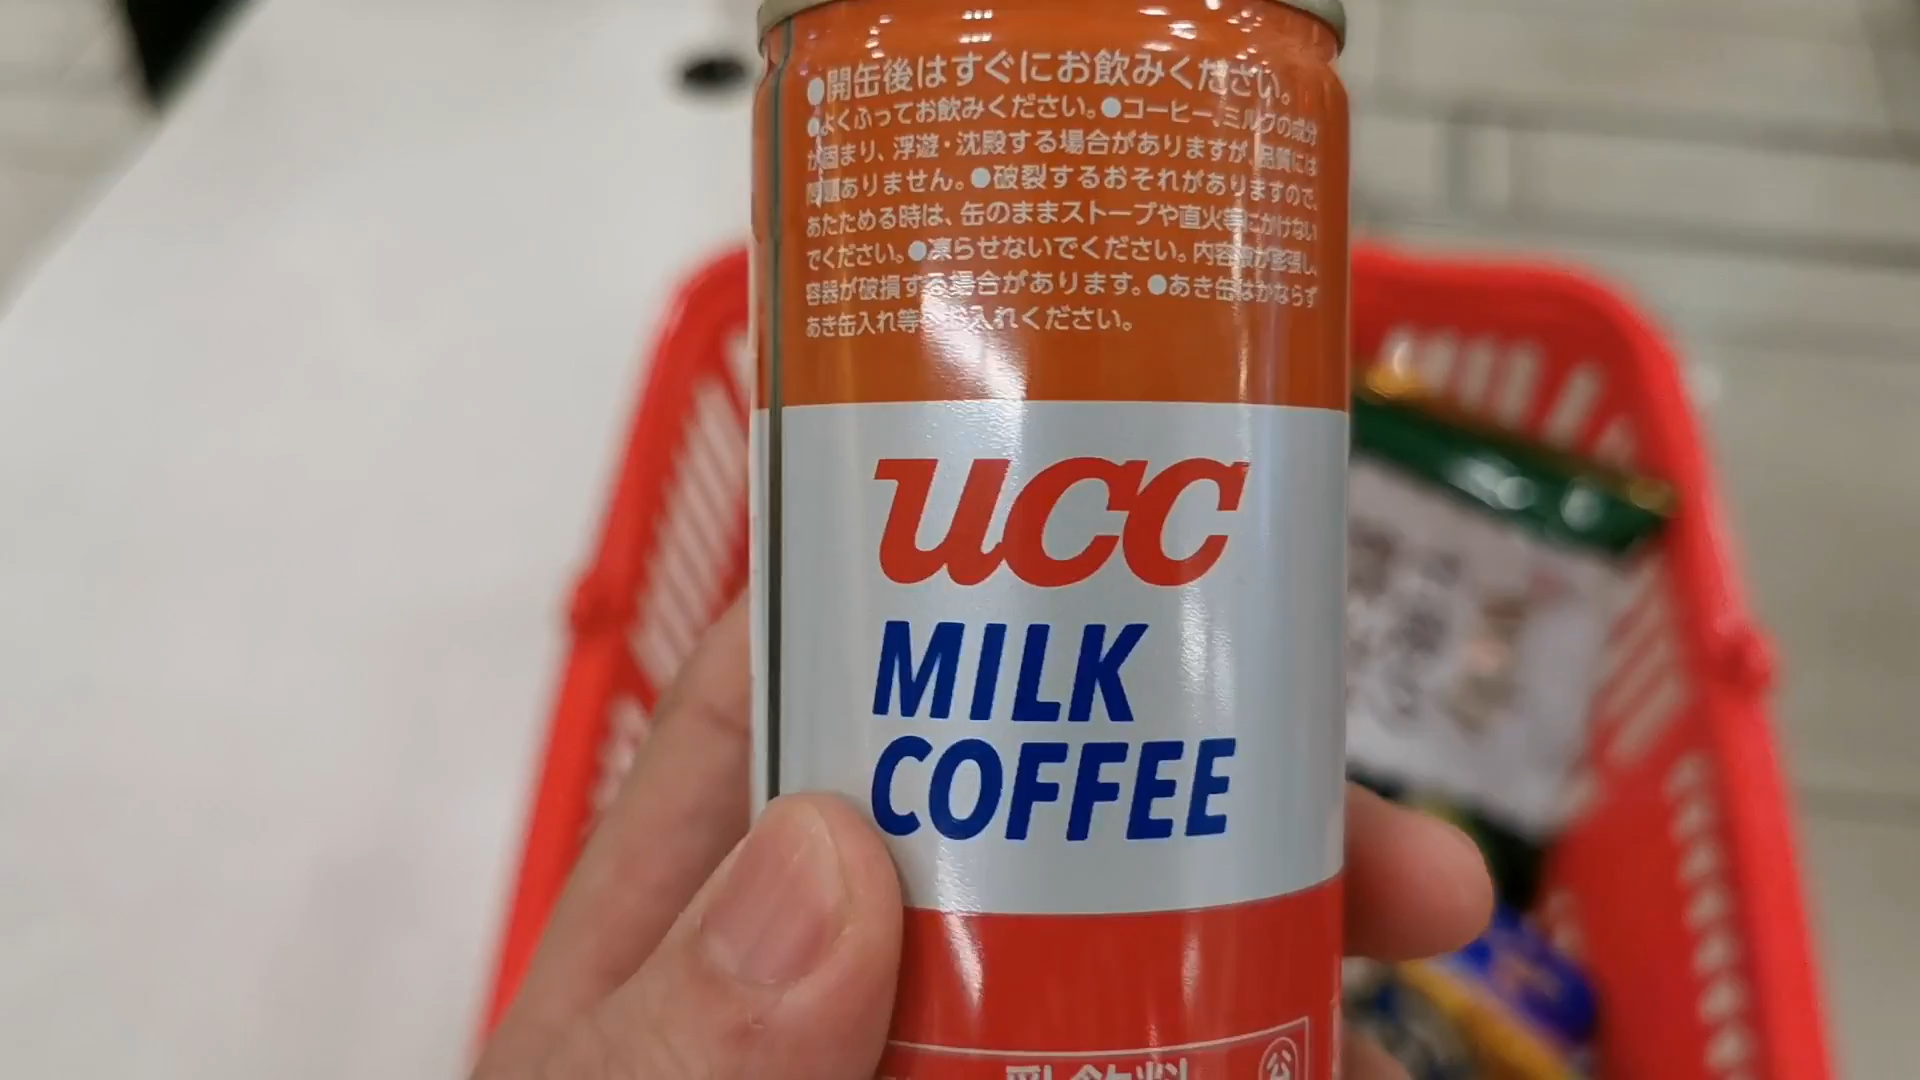 ●開缶後はすぐにお飲みください。
●よくふってお飲みください。●コーヒー、ミルクの成分
が固まり、浮遊・沈殿する場合がありますが、品質には
問題ありません。●破裂するおそれがありますので、
あたためる時は、缶のままストーブや直火等にかけない
でください。●凍らせないでください。内容液が膨張し、
容器が破損する場合があります。●あき缶はかならず
あき缶入れ等へお入れください。
UCC
MILK
COFFEE
乳飲料
公